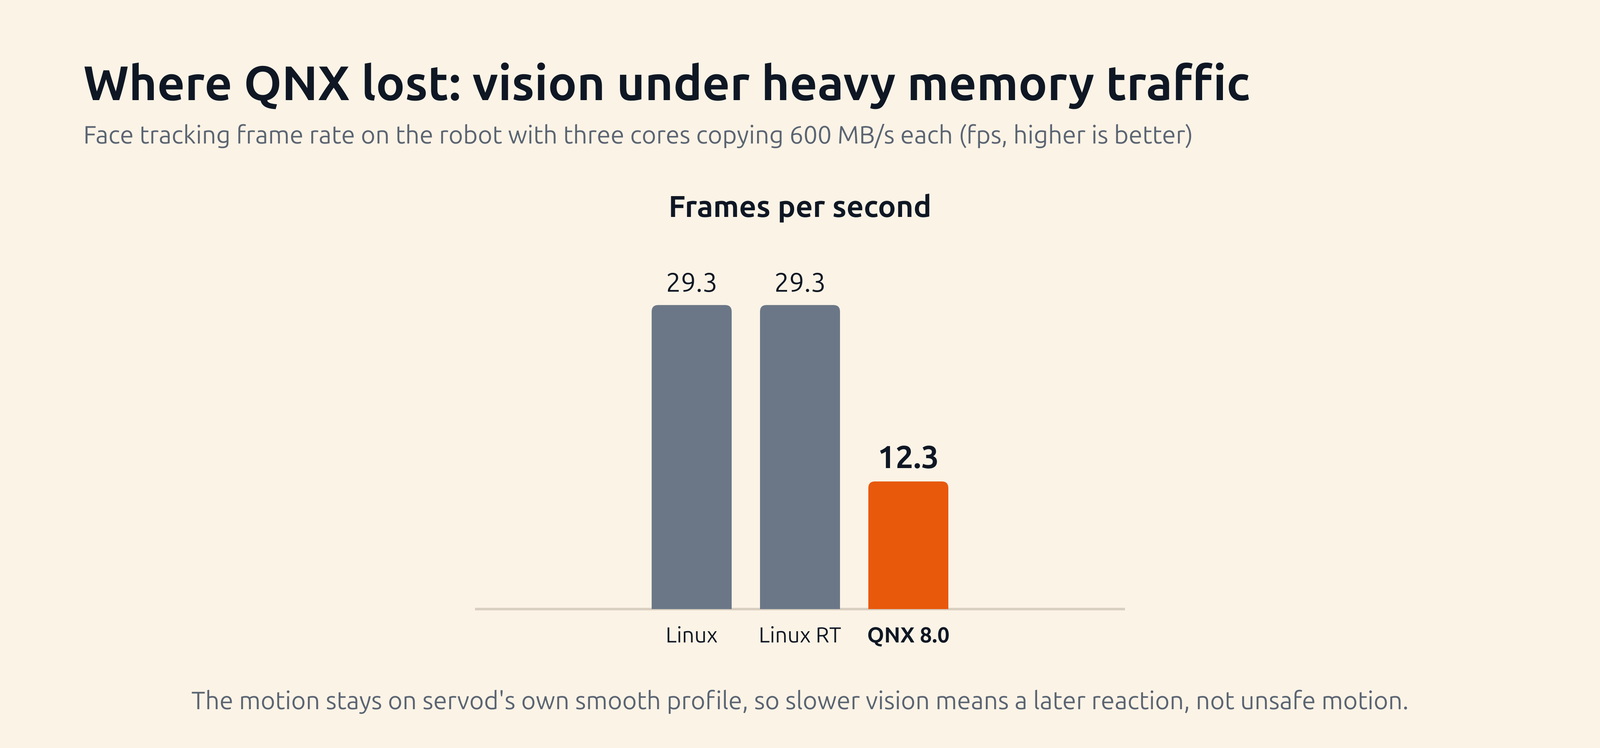 Where QNX lost: vision under heavy memory traffic
Face tracking frame rate on the robot with three cores copying 600 MB/s each (fps, higher is better)
Frames per second
29.3
29.3
12.3
Linux
Linux RT
QNX 8.0
The motion stays on servod's own smooth profile, so slower vision means a later reaction, not unsafe motion.